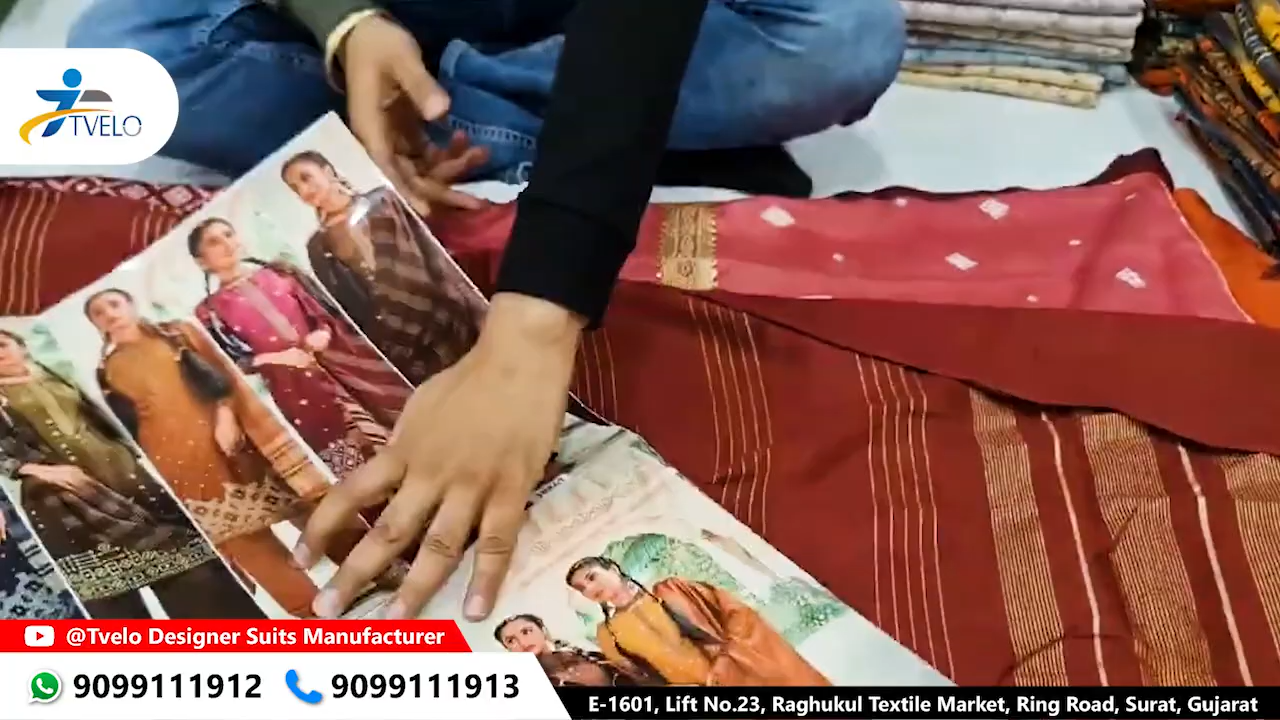 TVELO
@Tvelo Designer Suits Manufacturer
9099111912
9099111913
E-1601, Lift No.23, Raghukul Textile Market, Ring Road, Surat, Gujarat